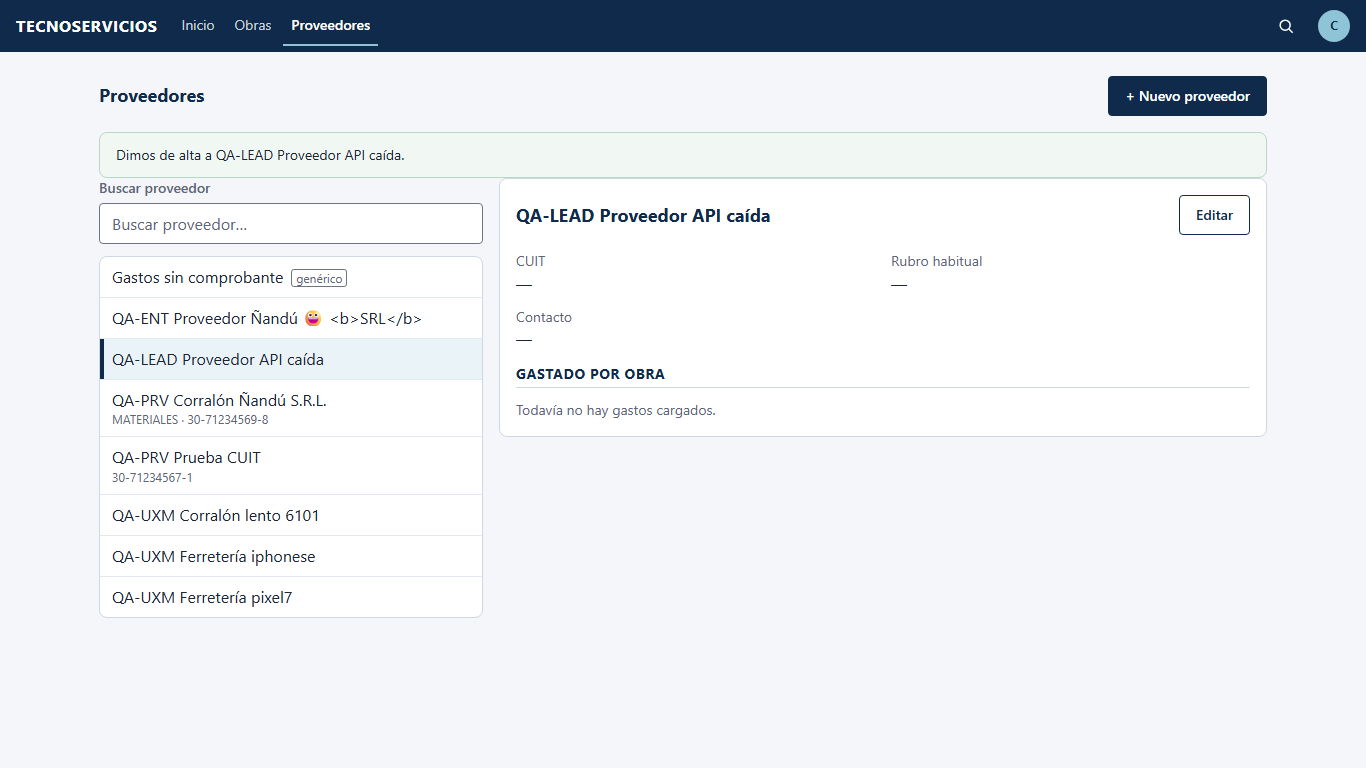 TECNOSERVICIOS Inicio Obras Proveedores C
Proveedores
+ Nuevo proveedor
Dimos de alta a QA-LEAD Proveedor API caída.
Buscar proveedor
Buscar proveedor...
Gastos sin comprobante genérico
QA-ENT Proveedor Ñandú 😀 <b>SRL</b>
QA-LEAD Proveedor API caída
QA-PRV Corralón Ñandú S.R.L.
MATERIALES · 30-71234569-8
QA-PRV Prueba CUIT
30-71234567-1
QA-UXM Corralón lento 6101
QA-UXM Ferretería iphonese
QA-UXM Ferretería pixel7
QA-LEAD Proveedor API caída
Editar
CUIT
—
Rubro habitual
—
Contacto
—
GASTADO POR OBRA
Todavía no hay gastos cargados.